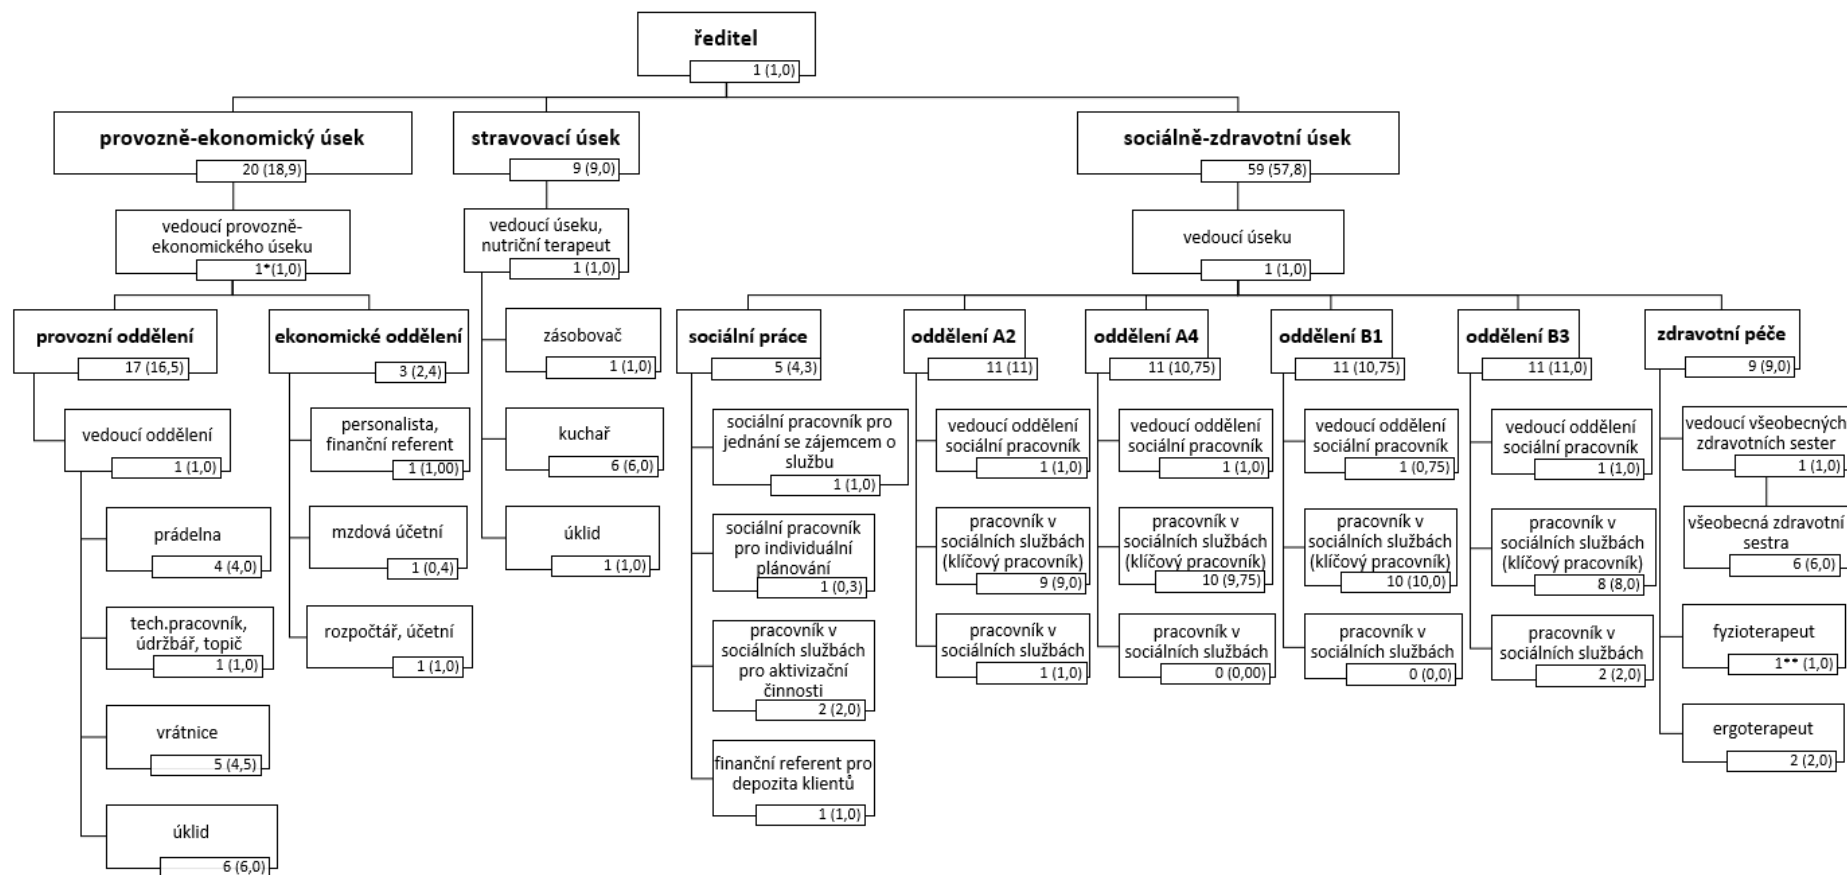 ředitel
1 (1,0)
provozně-ekonomický úsek
20 (18,9)
stravovací úsek
9 (9,0)
sociálně-zdravotní úsek
59 (57,8)
vedoucí provozně-
ekonomického úseku
1*(1,0)
vedoucí úseku,
nutriční terapeut
1 (1,0)
vedoucí úseku
1 (1,0)
provozní oddělení
17 (16,5)
vedoucí oddělení
1 (1,0)
prádelna
4 (4,0)
tech.pracovník,
údržbář, topič
1 (1,0)
vrátnice
5 (4,5)
úklid
6 (6,0)
ekonomické oddělení
3 (2,4)
personalista,
finanční referent
1 (1,00)
mzdová účetní
1 (0,4)
rozpočtář, účetní
1 (1,0)
zásobovač
1 (1,0)
kuchař
6 (6,0)
úklid
1 (1,0)
sociální práce
5 (4,3)
sociální pracovník pro
jednání se zájemcem o
službu
1 (1,0)
sociální pracovník
pro individuální
plánování
1 (0,3)
pracovník v
sociálních službách
pro aktivizační
činnosti
2 (2,0)
finanční referent pro
depozita klientů
1 (1,0)
oddělení A2
11 (11)
vedoucí oddělení
sociální pracovník
1 (1,0)
pracovník v
sociálních službách
(klíčový pracovník)
9 (9,0)
pracovník v
sociálních službách
1 (1,0)
oddělení A4
11 (10,75)
vedoucí oddělení
sociální pracovník
1 (1,0)
pracovník v
sociálních službách
(klíčový pracovník)
10 (9,75)
pracovník v
sociálních službách
0 (0,00)
oddělení B1
11 (10,75)
vedoucí oddělení
sociální pracovník
1 (0,75)
pracovník v
sociálních službách
(klíčový pracovník)
10 (10,0)
pracovník v
sociálních službách
0 (0,0)
oddělení B3
11 (11,0)
vedoucí oddělení
sociální pracovník
1 (1,0)
pracovník v
sociálních službách
(klíčový pracovník)
8 (8,0)
pracovník v
sociálních službách
2 (2,0)
zdravotní péče
9 (9,0)
vedoucí všeobecných
zdravotních sester
1 (1,0)
všeobecná zdravotní
sestra
6 (6,0)
fyzioterapeut
1** (1,0)
ergoterapeut
2 (2,0)